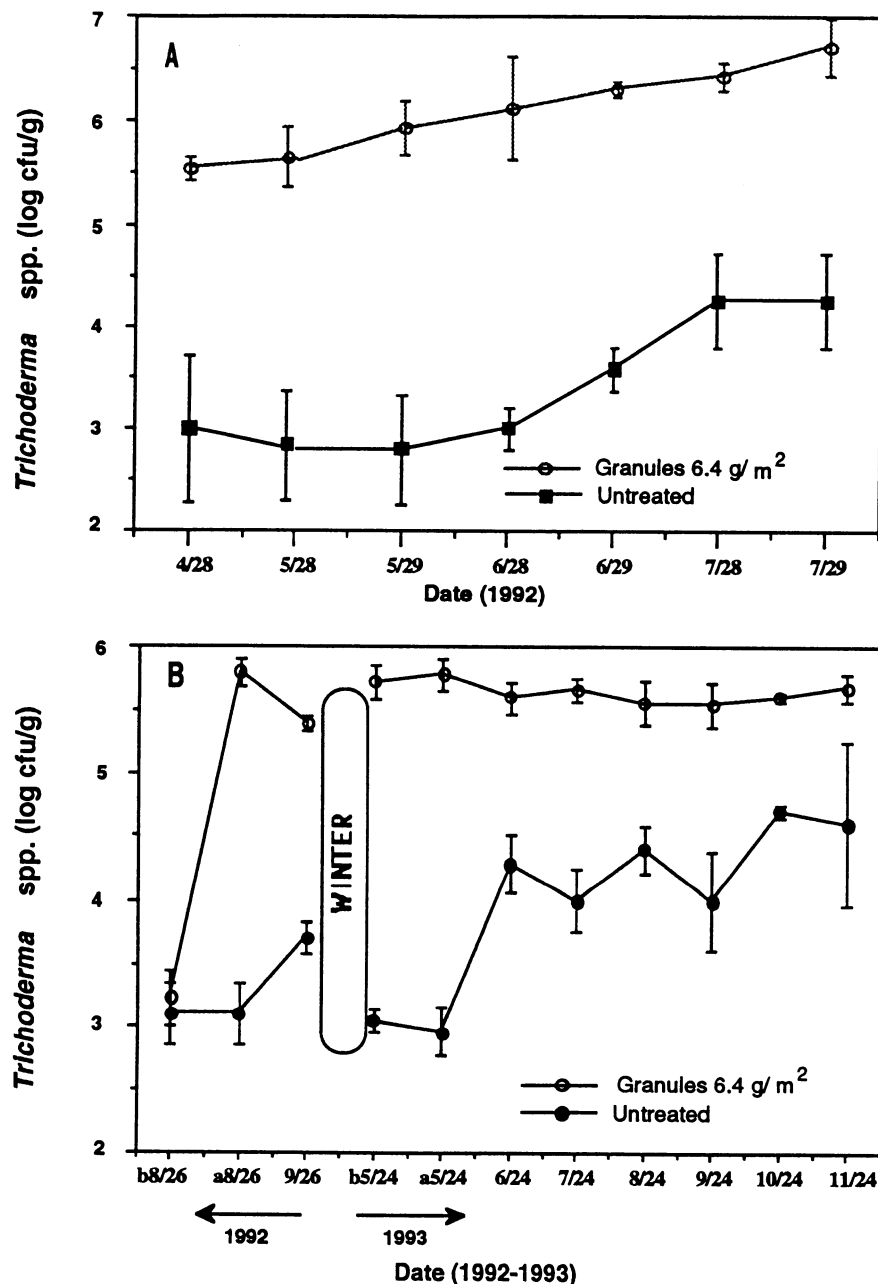 7
A
6
5
4
3
2
Trichoderma spp. (log cfu/g)
Granules 6.4 g/ m2
Untreated
4/28 5/28 5/29 6/28 6/29 7/28 7/29
Date (1992)
6
B
5
4
3
2
Trichoderma spp. (log cfu/g)
WINTER
Granules 6.4 g/ m2
Untreated
b8/26 a8/26 9/26 b5/24 a5/24 6/24 7/24 8/24 9/24 10/24 11/24
1992 1993
Date (1992-1993)